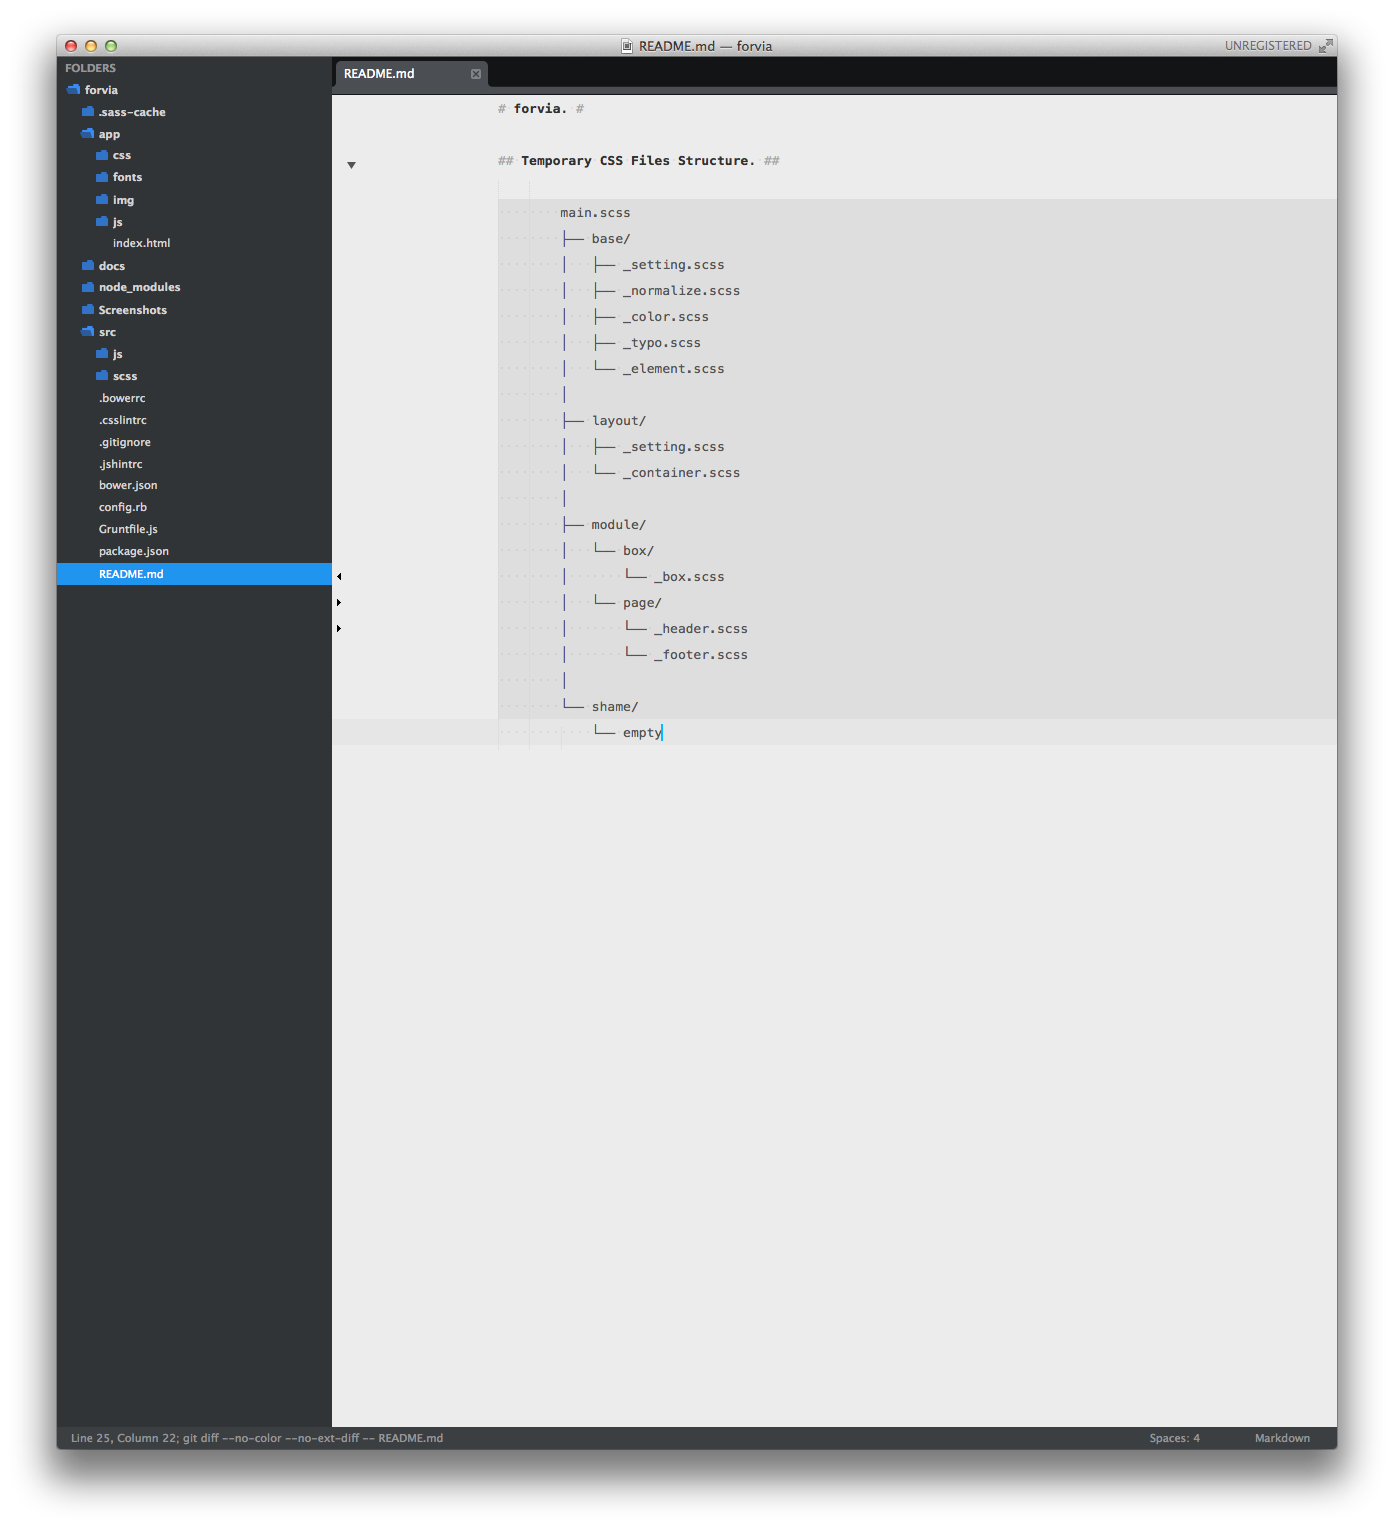 README.md — forvia
UNREGISTERED
FOLDERS
forvia
.sass-cache
app
css
fonts
img
js
index.html
docs
node_modules
Screenshots
src
js
scss
.bowerrc
.csslintrc
.gitignore
.jshintrc
bower.json
config.rb
Gruntfile.js
package.json
README.md
README.md
# forvia. #
## Temporary CSS Files Structure. ##
main.scss
├── base/
│   ├── _setting.scss
│   ├── _normalize.scss
│   ├── _color.scss
│   ├── _typo.scss
│   └── _element.scss
│
├── layout/
│   ├── _setting.scss
│   └── _container.scss
│
├── module/
│   └── box/
│       └── _box.scss
│   └── page/
│       └── _header.scss
│       └── _footer.scss
│
└── shame/
    └── empty
Line 25, Column 22; git diff --no-color --no-ext-diff -- README.md
Spaces: 4
Markdown